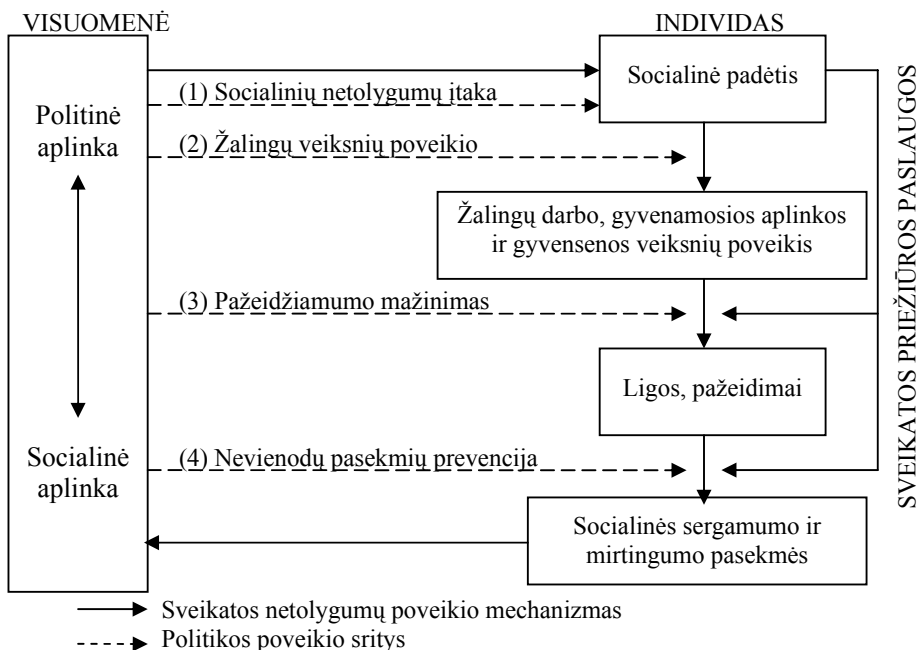 VISUOMENĖ
INDIVIDAS
Politinė
aplinka
Socialinė
aplinka
(1) Socialinių netolygumų įtaka
(2) Žalingų veiksnių poveikio
(3) Pažeidžiamumo mažinimas
(4) Nevienodų pasekmių prevencija
Socialinė padėtis
Žalingų darbo, gyvenamosios aplinkos
ir gyvensenos veiksnių poveikis
Ligos, pažeidimai
Socialinės sergamumo ir
mirtingumo pasekmės
SVEIKATOS PRIEŽIŪROS PASLAUGOS
Sveikatos netolygumų poveikio mechanizmas
Politikos poveikio sritys